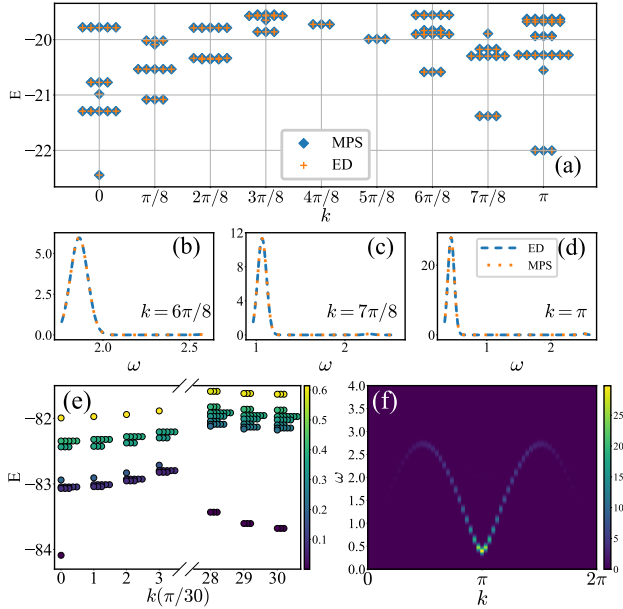 −20
−21
−22
E
MPS
ED
(a)
0
π/8
2π/8
3π/8
4π/8
5π/8
6π/8
7π/8
π
k
5.0
2.5
0.0
2.0
2.5
ω
(b)
k = 6π/8
12
8
4
0
1
2
ω
(c)
k = 7π/8
20
0
1
2
ω
(d)
ED
MPS
k = π
(e)
−82
−83
−84
E
0
1
2
3
28
29
30
k(π/30)
0.6
0.5
0.4
0.3
0.2
0.1
(f)
4.0
3.5
3.0
2.5
2.0
1.5
1.0
0.5
0.0
ω
0
π
2π
k
25
20
15
10
5
0